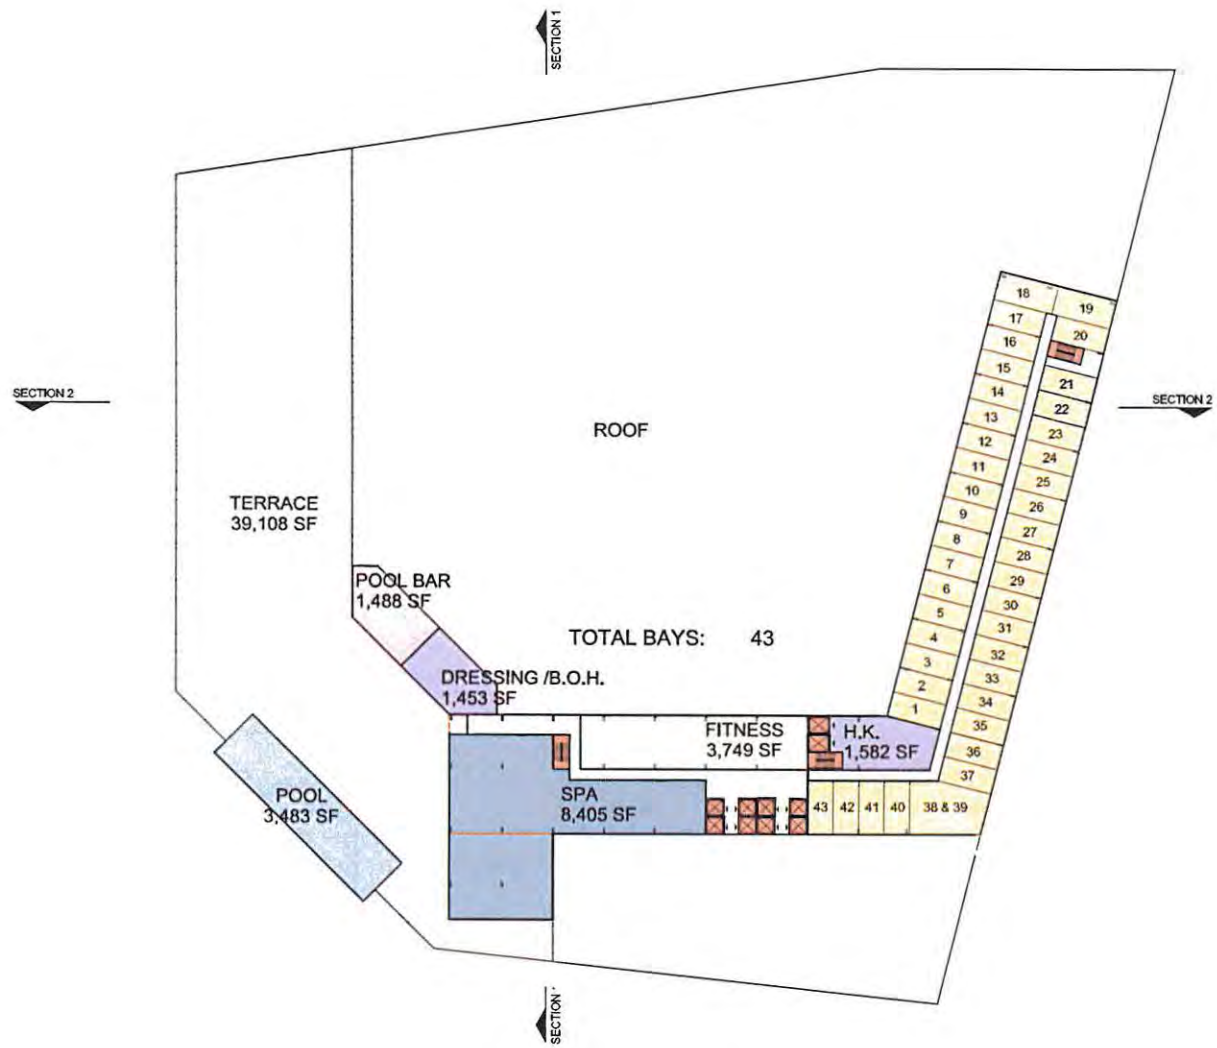 SECTION 1
SECTION 2
SECTION 2
18
19
17
20
16
15
21
14
22
13
23
12
24
11
25
10
26
9
27
8
28
7
29
6
30
5
31
4
32
3
33
2
34
1
35
36
37
ROOF
TERRACE
39,108 SF
POOL BAR
1,488 SF
TOTAL BAYS: 43
DRESSING /B.O.H.
1,453 SF
FITNESS
3,749 SF
H.K.
1,582 SF
POOL
3,483 SF
SPA
8,405 SF
43
42
41
40
38 & 39
SECTION